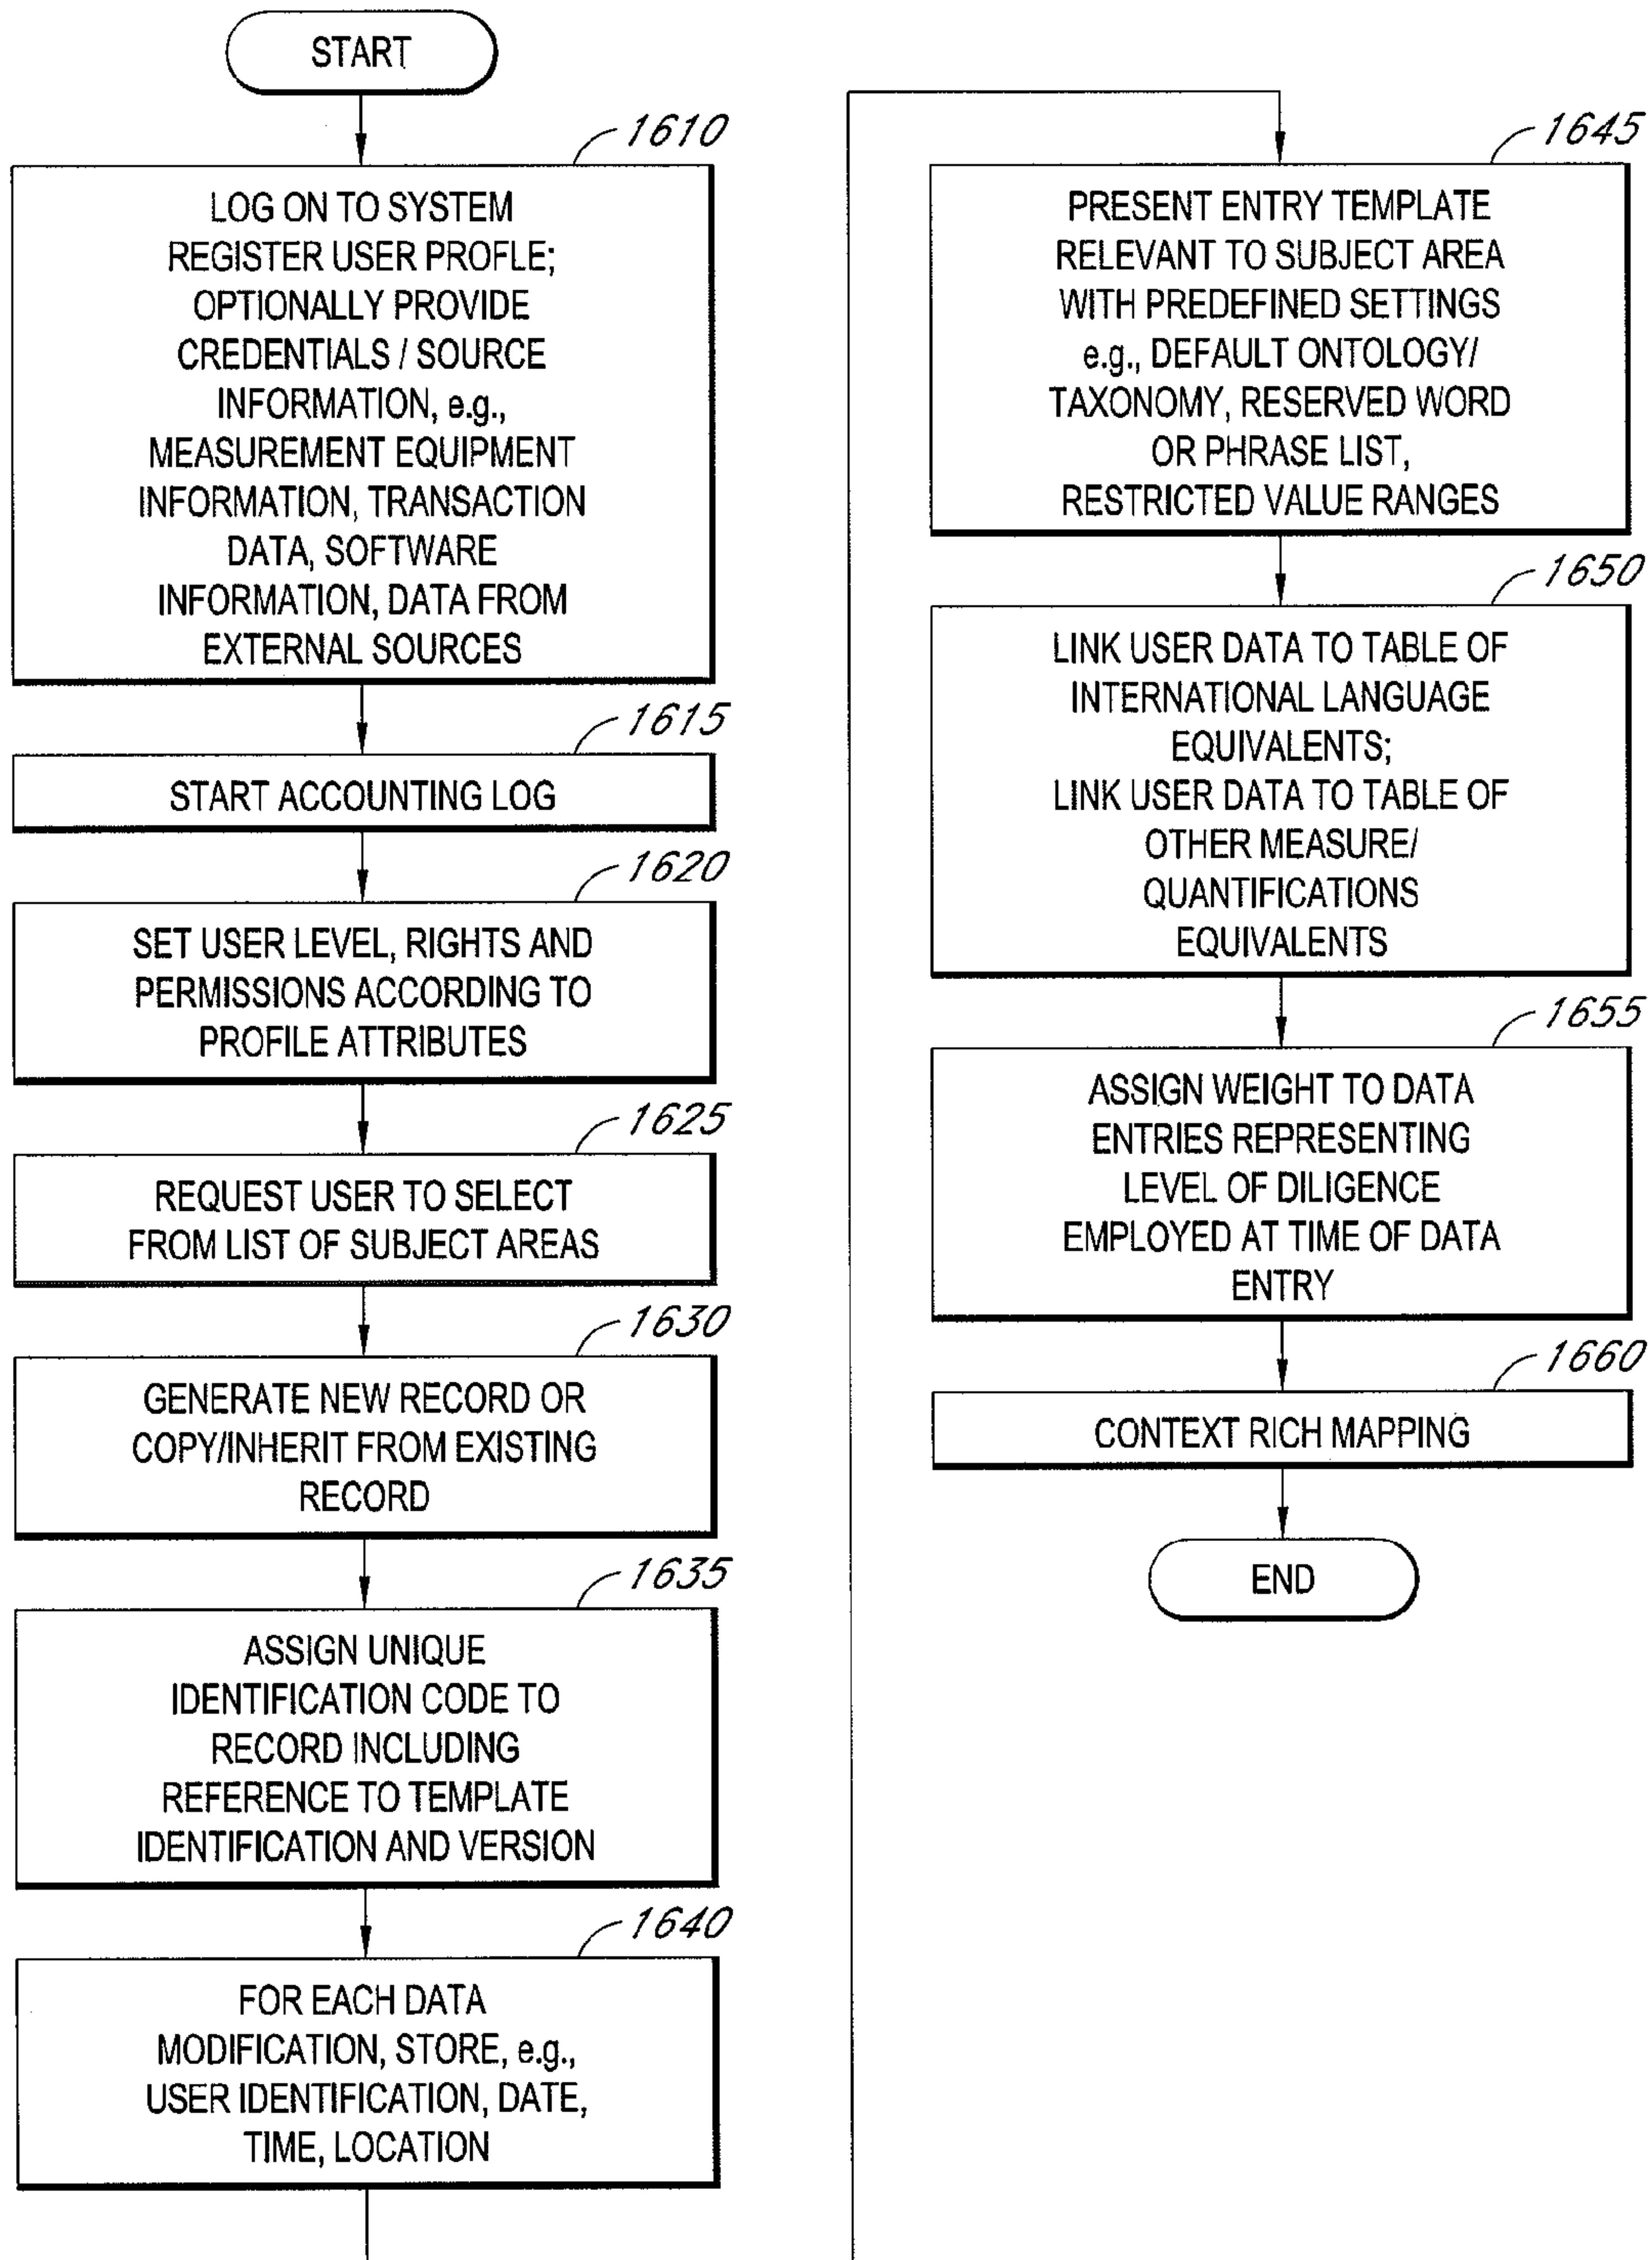 START
1610
LOG ON TO SYSTEM
REGISTER USER PROFLE;
OPTIONALLY PROVIDE
CREDENTIALS / SOURCE
INFORMATION, e.g.,
MEASUREMENT EQUIPMENT
INFORMATION, TRANSACTION
DATA, SOFTWARE
INFORMATION, DATA FROM
EXTERNAL SOURCES
1615
START ACCOUNTING LOG
1620
SET USER LEVEL, RIGHTS AND
PERMISSIONS ACCORDING TO
PROFILE ATTRIBUTES
1625
REQUEST USER TO SELECT
FROM LIST OF SUBJECT AREAS
1630
GENERATE NEW RECORD OR
COPY/INHERIT FROM EXISTING
RECORD
1635
ASSIGN UNIQUE
IDENTIFICATION CODE TO
RECORD INCLUDING
REFERENCE TO TEMPLATE
IDENTIFICATION AND VERSION
1640
FOR EACH DATA
MODIFICATION, STORE, e.g.,
USER IDENTIFICATION, DATE,
TIME, LOCATION
1645
PRESENT ENTRY TEMPLATE
RELEVANT TO SUBJECT AREA
WITH PREDEFINED SETTINGS
e.g., DEFAULT ONTOLOGY/
TAXONOMY, RESERVED WORD
OR PHRASE LIST,
RESTRICTED VALUE RANGES
1650
LINK USER DATA TO TABLE OF
INTERNATIONAL LANGUAGE
EQUIVALENTS;
LINK USER DATA TO TABLE OF
OTHER MEASURE/
QUANTIFICATIONS
EQUIVALENTS
1655
ASSIGN WEIGHT TO DATA
ENTRIES REPRESENTING
LEVEL OF DILIGENCE
EMPLOYED AT TIME OF DATA
ENTRY
1660
CONTEXT RICH MAPPING
END